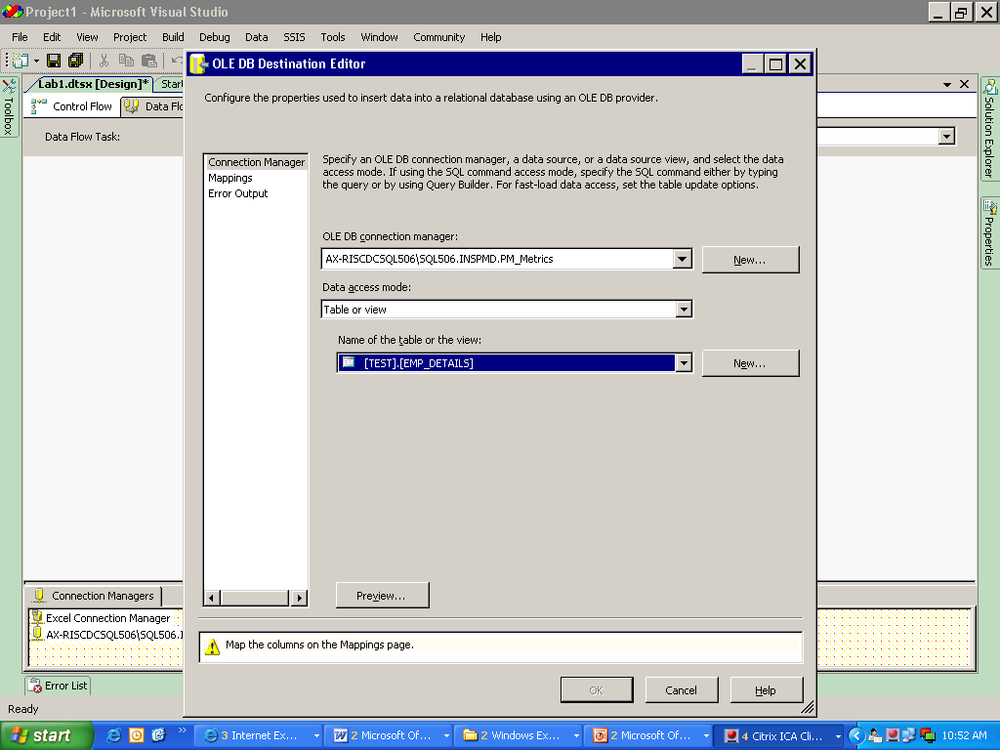 Project1 - Microsoft Visual Studio
File Edit View Project Build Debug Data SSIS Tools Window Community Help
OLE DB Destination Editor
Lab1.dtsx [Design]* Start
Toolbox
Control Flow Data Flo
Data Flow Task:
Configure the properties used to insert data into a relational database using an OLE DB provider.
Connection Manager
Mappings
Error Output
Specify an OLE DB connection manager, a data source, or a data source view, and select the data
access mode. If using the SQL command access mode, specify the SQL command either by typing
the query or by using Query Builder. For fast-load data access, set the table update options.
OLE DB connection manager:
AX-RISCDCSQL506\SQL506.INSPMD.PM_Metrics
New...
Data access mode:
Table or view
Name of the table or the view:
[TEST].[EMP_DETAILS]
New...
Preview...
Map the columns on the Mappings page.
OK Cancel Help
Solution Explorer
Properties
Connection Managers
Excel Connection Manager
AX-RISCDCSQL506\SQL506.I
Error List
Ready
start
3 Internet Ex...
2 Microsoft Of...
2 Windows Ex...
2 Microsoft Of...
4 Citrix ICA Cli...
10:52 AM